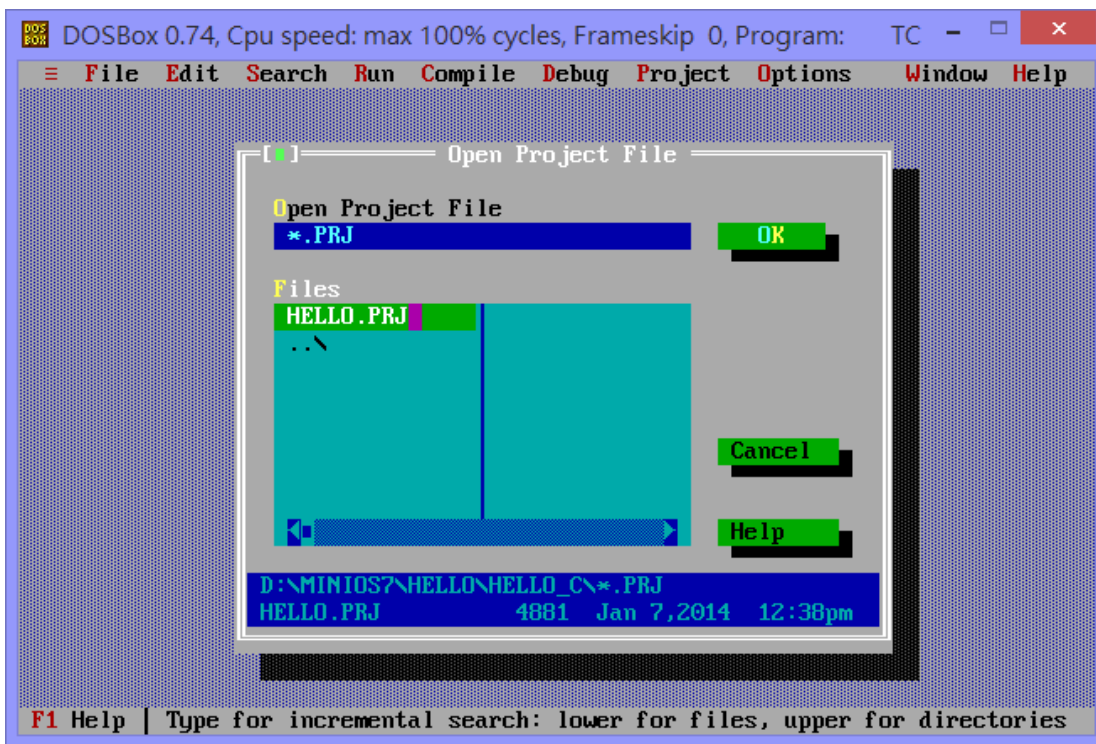 DOSBox 0.74, Cpu speed: max 100% cycles, Frameskip 0, Program: TC
≡ File Edit Search Run Compile Debug Project Options Window Help
Open Project File
Open Project File
*.PRJ
OK
Files
HELLO.PRJ
..\
Cancel
Help
D:\MINIOS7\HELLO\HELLO_C\*.PRJ
HELLO.PRJ 4881 Jan 7,2014 12:38pm
F1 Help | Type for incremental search: lower for files, upper for directories